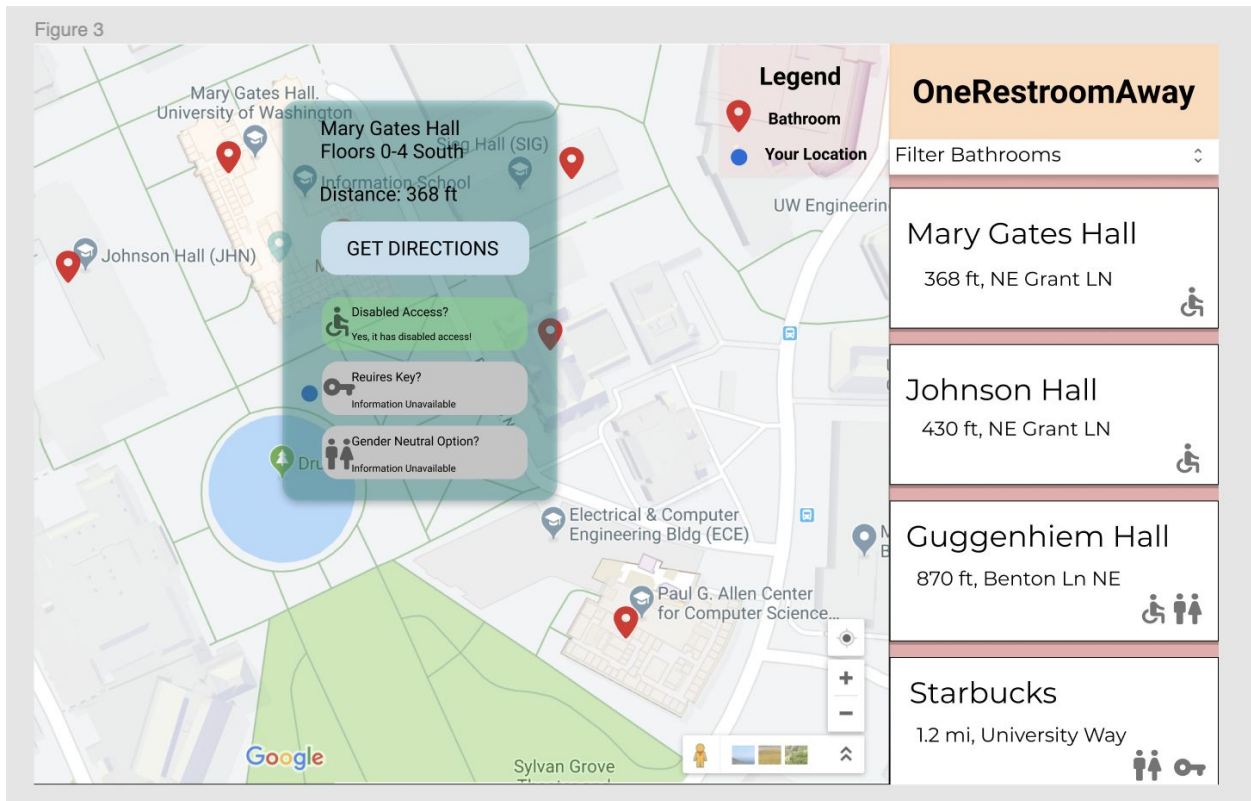 Figure 3
Mary Gates Hall.
University of Washington
Mary Gates Hall
Floors 0-4 South
Sieg Hall (SIG)
Information School
Distance: 368 ft
GET DIRECTIONS
Johnson Hall (JHN)
M
Disabled Access?
Yes, it has disabled access!
Reuires Key?
Information Unavailable
Gender Neutral Option?
Information Unavailable
Dru
Legend
Bathroom
Your Location
UW Engineerin
Electrical & Computer
Engineering Bldg (ECE)
Paul G. Allen Center
for Computer Science...
M
B
Google
Sylvan Grove
OneRestroomAway
Filter Bathrooms
Mary Gates Hall
368 ft, NE Grant LN
Johnson Hall
430 ft, NE Grant LN
Guggenhiem Hall
870 ft, Benton Ln NE
Starbucks
1.2 mi, University Way